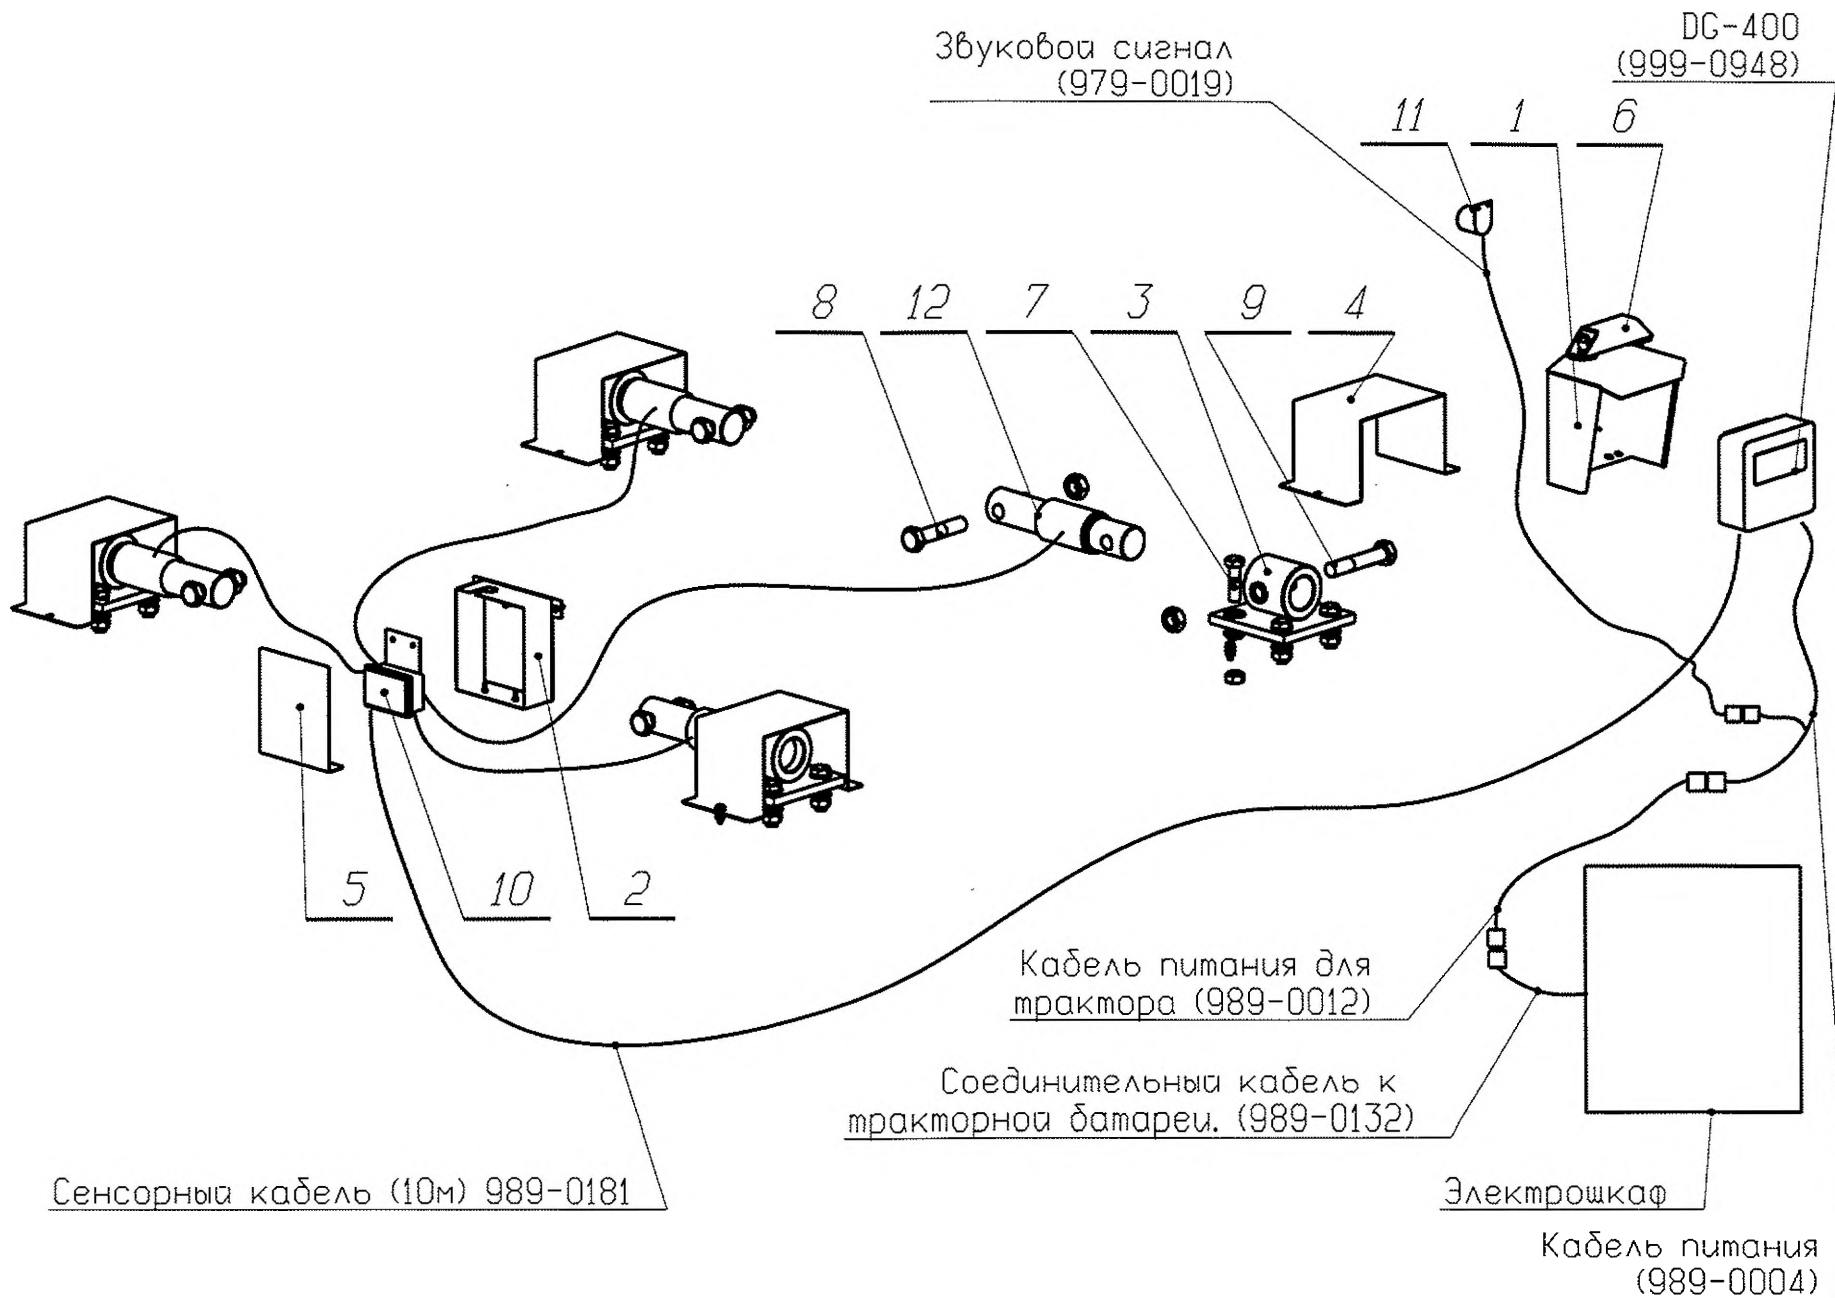 Звуковой сигнал
(979-0019)
DG-400
(999-0948)
11 1 6
8 12 7 3 9 4
5 10 2
Кабель питания для
трактора (989-0012)
Соединительный кабель к
тракторной батареи. (989-0132)
Сенсорный кабель (10м) 989-0181
Электрошкаф
Кабель питания
(989-0004)